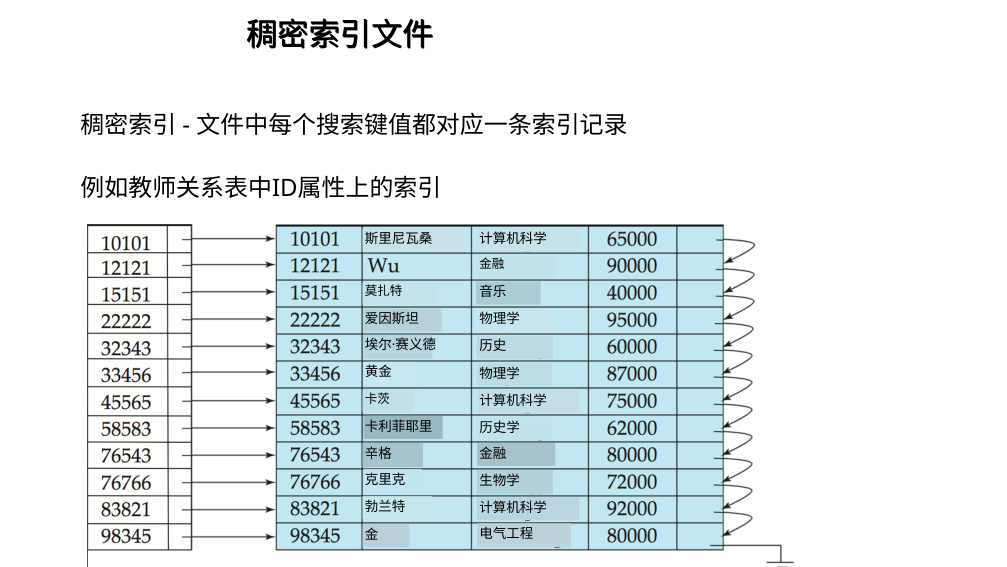 稠密索引文件
稠密索引 - 文件中每个搜索键值都对应一条索引记录
例如教师关系表中ID属性上的索引
10101 10101 斯里尼瓦桑 计算机科学 65000
12121 12121 Wu 金融 90000
15151 15151 莫扎特 音乐 40000
22222 22222 爱因斯坦 物理学 95000
32343 32343 埃尔·赛义德 历史 60000
33456 33456 黄金 物理学 87000
45565 45565 卡茨 计算机科学 75000
58583 58583 卡利菲耶里 历史学 62000
76543 76543 辛格 金融 80000
76766 76766 克里克 生物学 72000
83821 83821 勃兰特 计算机科学 92000
98345 98345 金 电气工程 80000